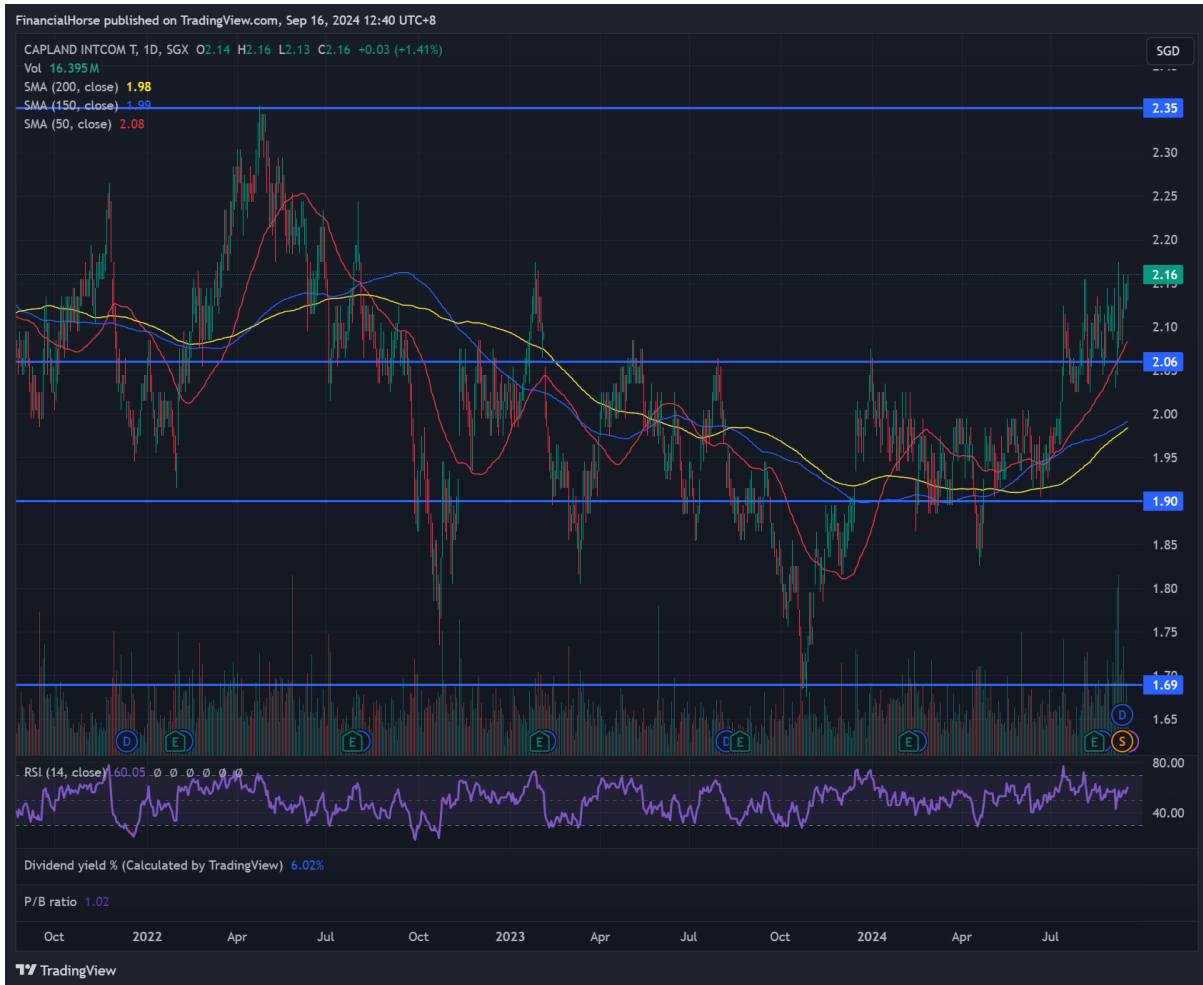 FinancialHorse published on TradingView.com, Sep 16, 2024 12:40 UTC+8
CAPLAND INTCOM T, 1D, SGX O2.14 H2.16 L2.13 C2.16 +0.03 (+1.41%)
SGD
Vol 16.395M
SMA (200, close) 1.98
SMA (150, close) 1.99
SMA (50, close) 2.08
2.35
2.30
2.25
2.20
2.16
2.15
2.10
2.06
2.05
2.00
1.95
1.90
1.85
1.80
1.75
1.70
1.69
1.65
D
D E E E D E E E S
RSI (14, close) 60.05 Ø Ø Ø Ø Ø Ø
80.00
40.00
Dividend yield % (Calculated by TradingView) 6.02%
P/B ratio 1.02
Oct 2022 Apr Jul Oct 2023 Apr Jul Oct 2024 Apr Jul
TradingView